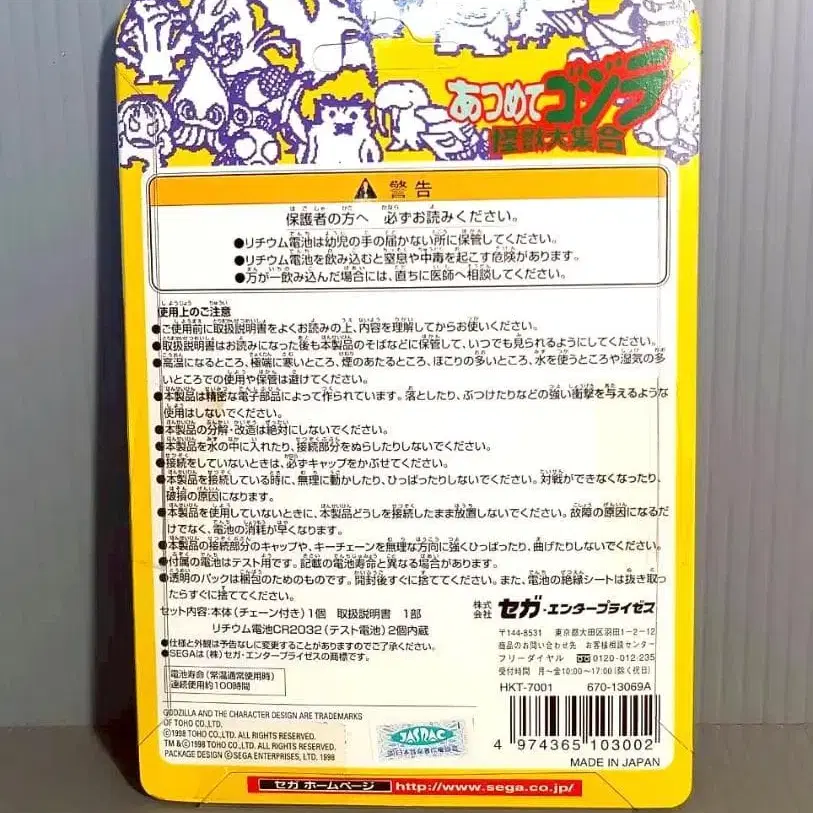 あつめてゴジラ
怪獣大集合
警告
保護者の方へ 必ずお読みください。
●リチウム電池は幼児の手の届かない所に保管してください。
●リチウム電池を飲み込むと窒息や中毒を起こす危険があります。
●万が一飲み込んだ場合には、直ちに医師へ相談してください。
使用上のご注意
●ご使用前に取扱説明書をよくお読みの上、内容を理解してからお使いください。
●取扱説明書はお読みになった後も本製品のそばなどに保管して、いつでも見られるようにしてください。
●高温になるところ、極端に寒いところ、煙のあたるところ、ほこりの多いところ、水を使うところや湿気の多
いところでの使用や保管は避けてください。
●本製品は精密な電子部品によって作られています。落としたり、ぶつけたりなどの強い衝撃を与えるような
使用はしないでください。
●本製品の分解・改造は絶対にしないでください。
●本製品を水の中に入れたり、接続部分をぬらしたりしないでください。
●接続をしていないときは、必ずキャップをかぶせてください。
●本製品を接続している時に、無理に動かしたり、ひっぱったりしないでください。対戦ができなくなったり、
破損の原因になります。
●本製品を使用していないときに、本製品どうしを接続したまま放置しないでください。故障の原因になるだ
けでなく、電池の消耗が早くなります。
●本製品の接続部分のキャップや、キーチェーンを無理な方向に強くひっぱったり、曲げたりしないでください。
●付属の電池はテスト用です。記載の電池寿命と異なる場合があります。
●透明のパックは梱包のためのものです。開封後すぐに捨ててください。また、電池の絶縁シートは抜き取っ
たらすぐに捨ててください。
セット内容:本体(チェーン付き)1個 取扱説明書 1部
リチウム電池CR2032(テスト電池)2個内蔵
●仕様と外観は予告なしに変更することがありますのでご了承ください。
●SEGAは(株)セガ・エンタープライゼスの商標です。
電池寿命(常温通常使用時)
連続使用約100時間
株式会社 セガ・エンタープライゼス
〒144-8531 東京都大田区羽田1-2-12
商品のお問い合わせ先 お客様相談センター
フリーダイヤル 0120-012-235
受付時間 月〜金10:00〜17:00(除く祝日)
HKT-7001 670-13069A
4 974365 103002
MADE IN JAPAN
GODZILLA AND THE CHARACTER DESIGN ARE TRADEMARKS
OF TOHO CO.,LTD.
©1998 TOHO CO., LTD. ALL RIGHTS RESERVED.
TM & ©1998 TOHO CO., LTD. ALL RIGHTS RESERVED.
PACKAGE DESIGN ©SEGA ENTERPRISES, LTD. 1998
JASRAC
セガ ホームページ http://www.sega.co.jp/